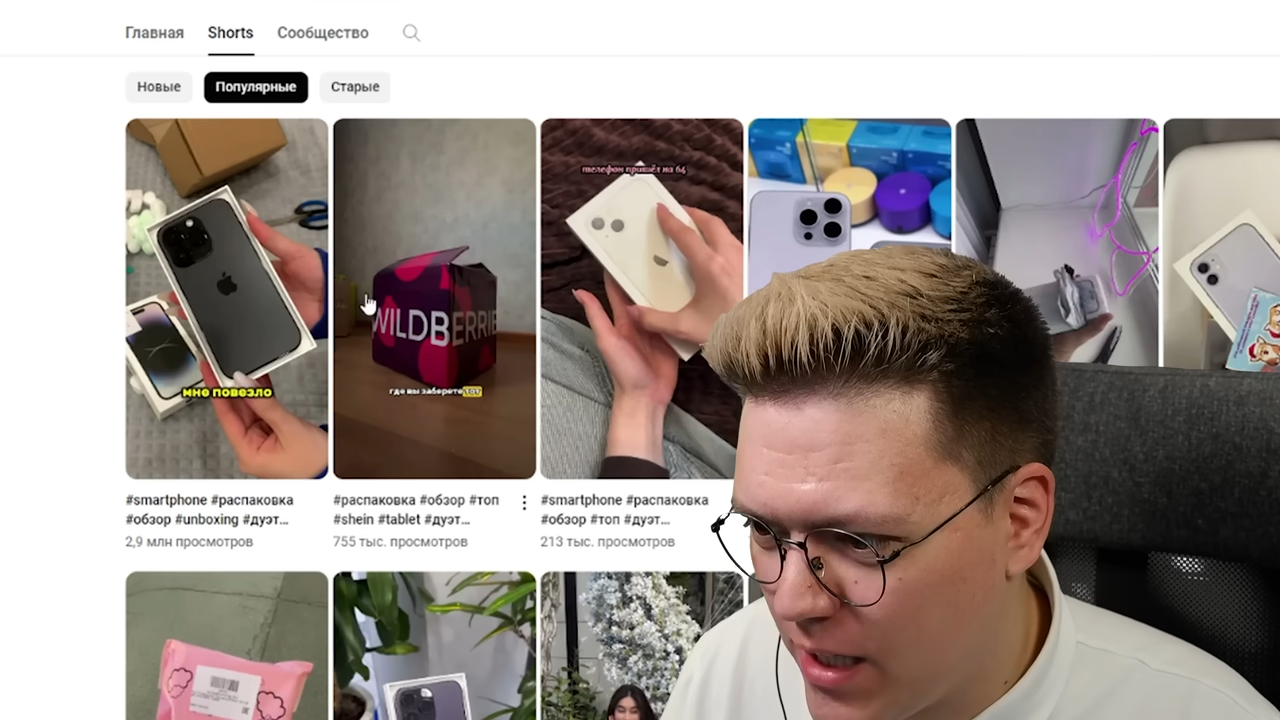 Главная
Shorts
Сообщество
Новые
Популярные
Старые
телефон пришёл на 64
мне повезло
WILDBERRIE
где вы заберете тот
#smartphone #распаковка
#обзор #unboxing #дуэт...
2,9 млн просмотров
#распаковка #обзор #топ
#shein #tablet #дуэт...
755 тыс. просмотров
#smartphone #распаковка
#обзор #топ #дуэт...
213 тыс. просмотров